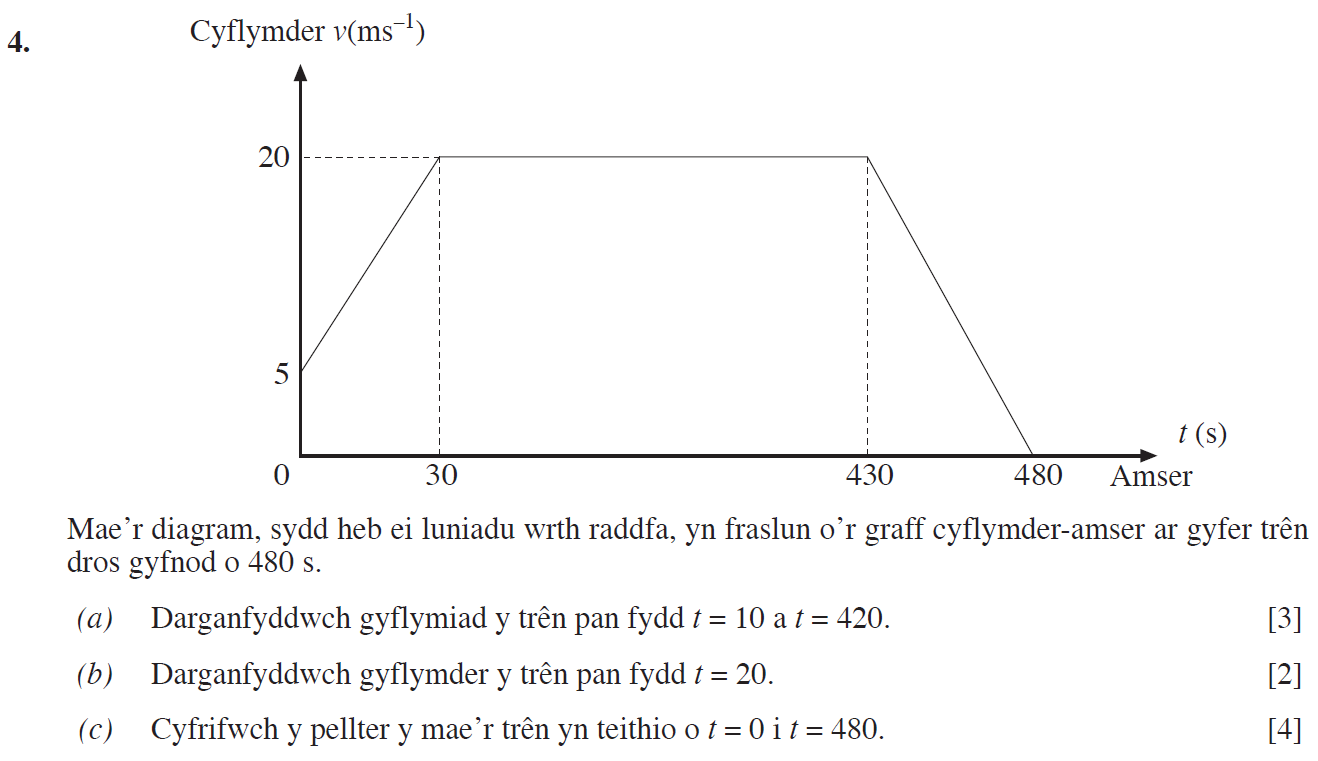 4.
Cyflymder v(ms⁻¹)
20
5
t (s)
0 30 430 480 Amser
Mae’r diagram, sydd heb ei luniadu wrth raddfa, yn fraslun o’r graff cyflymder-amser ar gyfer trên
dros gyfnod o 480 s.
(a) Darganfyddwch gyflymiad y trên pan fydd t = 10 a t = 420. [3]
(b) Darganfyddwch gyflymder y trên pan fydd t = 20. [2]
(c) Cyfrifwch y pellter y mae’r trên yn teithio o t = 0 i t = 480. [4]